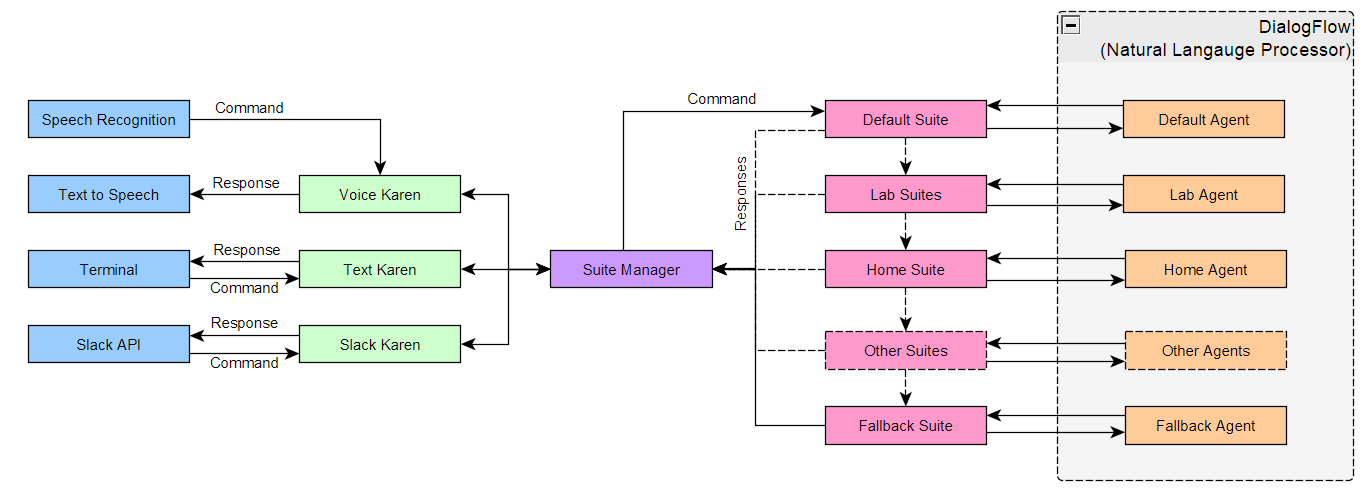 DialogFlow
(Natural Langauge Processor)
Speech Recognition
Command
Command
Default Suite
Default Agent
Text to Speech
Response
Voice Karen
Responses
Lab Suites
Lab Agent
Terminal
Response
Command
Text Karen
Suite Manager
Home Suite
Home Agent
Slack API
Response
Command
Slack Karen
Other Suites
Other Agents
Fallback Suite
Fallback Agent